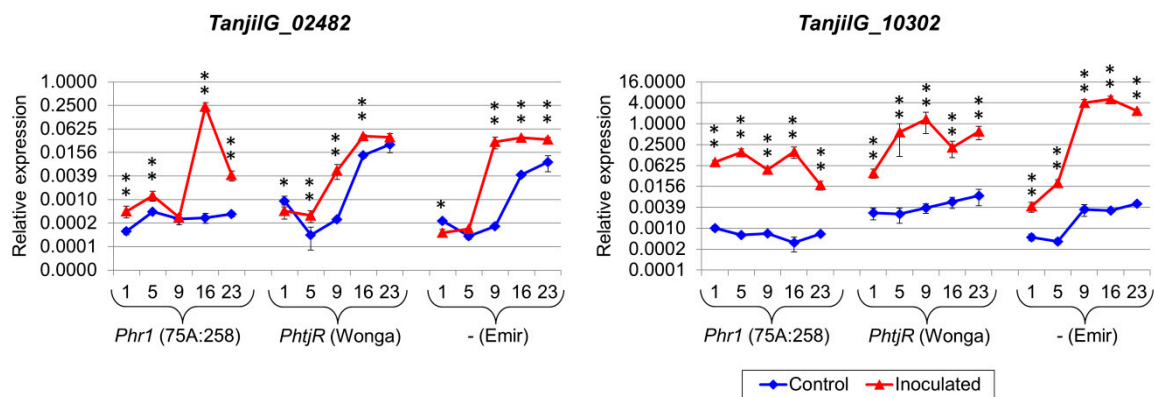 TanjilG_02482
Relative expression
1.0000
0.2500
0.0625
0.0156
0.0039
0.0010
0.0002
0.0001
0.0000
* * * * * * * * * * * * * * * * * * * *
1 5 9 16 23 1 5 9 16 23 1 5 9 16 23
Phr1 (75A:258) PhtjR (Wonga) - (Emir)
TanjilG_10302
Relative expression
16.0000
4.0000
1.0000
0.2500
0.0625
0.0156
0.0039
0.0010
0.0002
0.0001
* * * * * * * * * * * * * * * * * * * * * * * * * * * * * *
1 5 9 16 23 1 5 9 16 23 1 5 9 16 23
Phr1 (75A:258) PhtjR (Wonga) - (Emir)
Control Inoculated